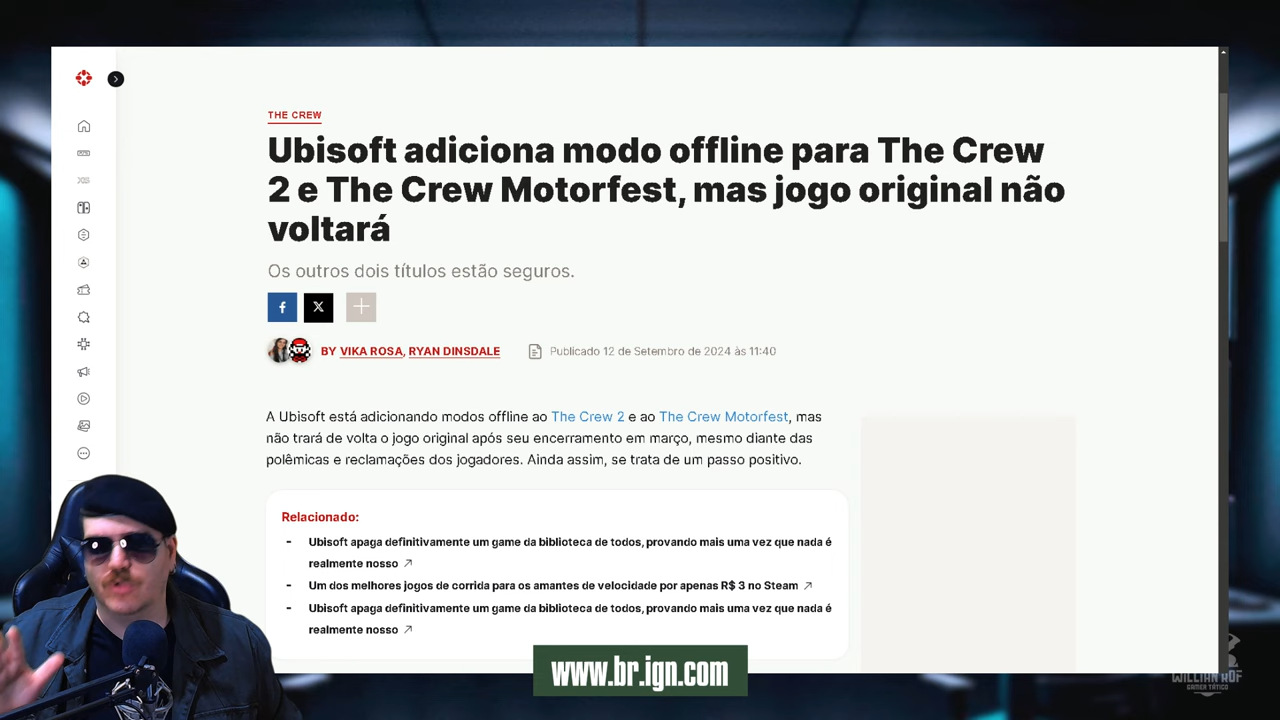 THE CREW
Ubisoft adiciona modo offline para The Crew
2 e The Crew Motorfest, mas jogo original não
voltará
Os outros dois títulos estão seguros.
BY VIKA ROSA, RYAN DINSDALE
Publicado 12 de Setembro de 2024 às 11:40
A Ubisoft está adicionando modos offline ao The Crew 2 e ao The Crew Motorfest, mas
não trará de volta o jogo original após seu encerramento em março, mesmo diante das
polêmicas e reclamações dos jogadores. Ainda assim, se trata de um passo positivo.
Relacionado:
- Ubisoft apaga definitivamente um game da biblioteca de todos, provando mais uma vez que nada é
realmente nosso
- Um dos melhores jogos de corrida para os amantes de velocidade por apenas R$ 3 no Steam
- Ubisoft apaga definitivamente um game da biblioteca de todos, provando mais uma vez que nada é
realmente nosso
www.br.ign.com
WILLIAN ROF
GAMER TÁTICO